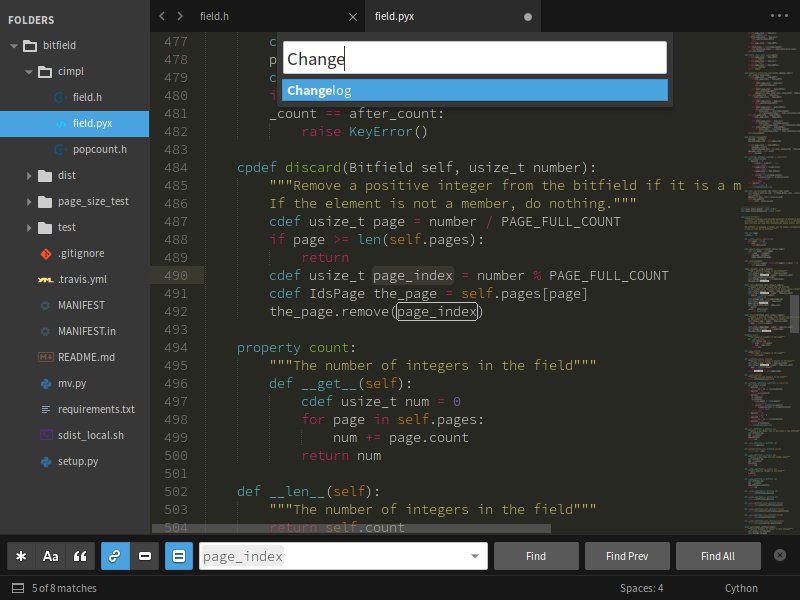 FOLDERS
bitfield
cimpl
field.h
field.pyx
popcount.h
dist
page_size_test
test
.gitignore
.travis.yml
MANIFEST
MANIFEST.in
README.md
mv.py
requirements.txt
sdist_local.sh
setup.py
field.h
field.pyx
Change
Changelog
477 c
478 p
479 c
480 i
481 _count == after_count:
482 raise KeyError()
483
484 cpdef discard(Bitfield self, usize_t number):
485 """Remove a positive integer from the bitfield if it is a m
486 If the element is not a member, do nothing."""
487 cdef usize_t page = number / PAGE_FULL_COUNT
488 if page >= len(self.pages):
489 return
490 cdef usize_t page_index = number % PAGE_FULL_COUNT
491 cdef IdsPage the_page = self.pages[page]
492 the_page.remove(page_index)
493
494 property count:
495 """The number of integers in the field"""
496 def __get__(self):
497 cdef usize_t num = 0
498 for page in self.pages:
499 num += page.count
500 return num
501
502 def __len__(self):
503 """The number of integers in the field"""
504 return self.count
Aa
page_index
Find
Find Prev
Find All
5 of 8 matches
Spaces: 4
Cython